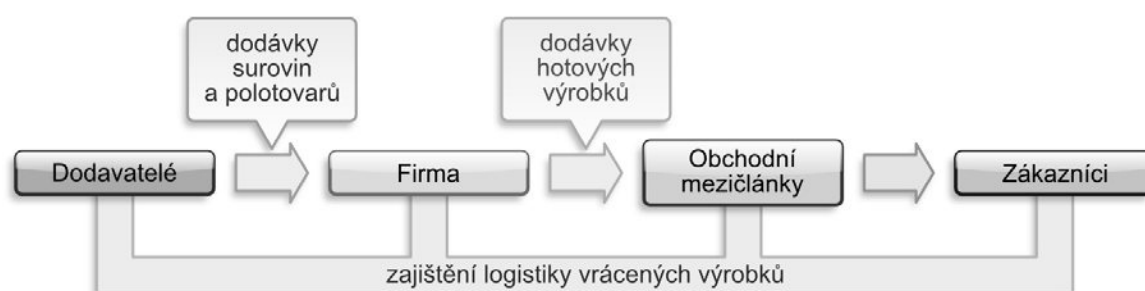 dodávky
surovin
a polotovarů
dodávky
hotových
výrobků
Dodavatelé
Firma
Obchodní
mezičlánky
Zákazníci
zajištění logistiky vrácených výrobků